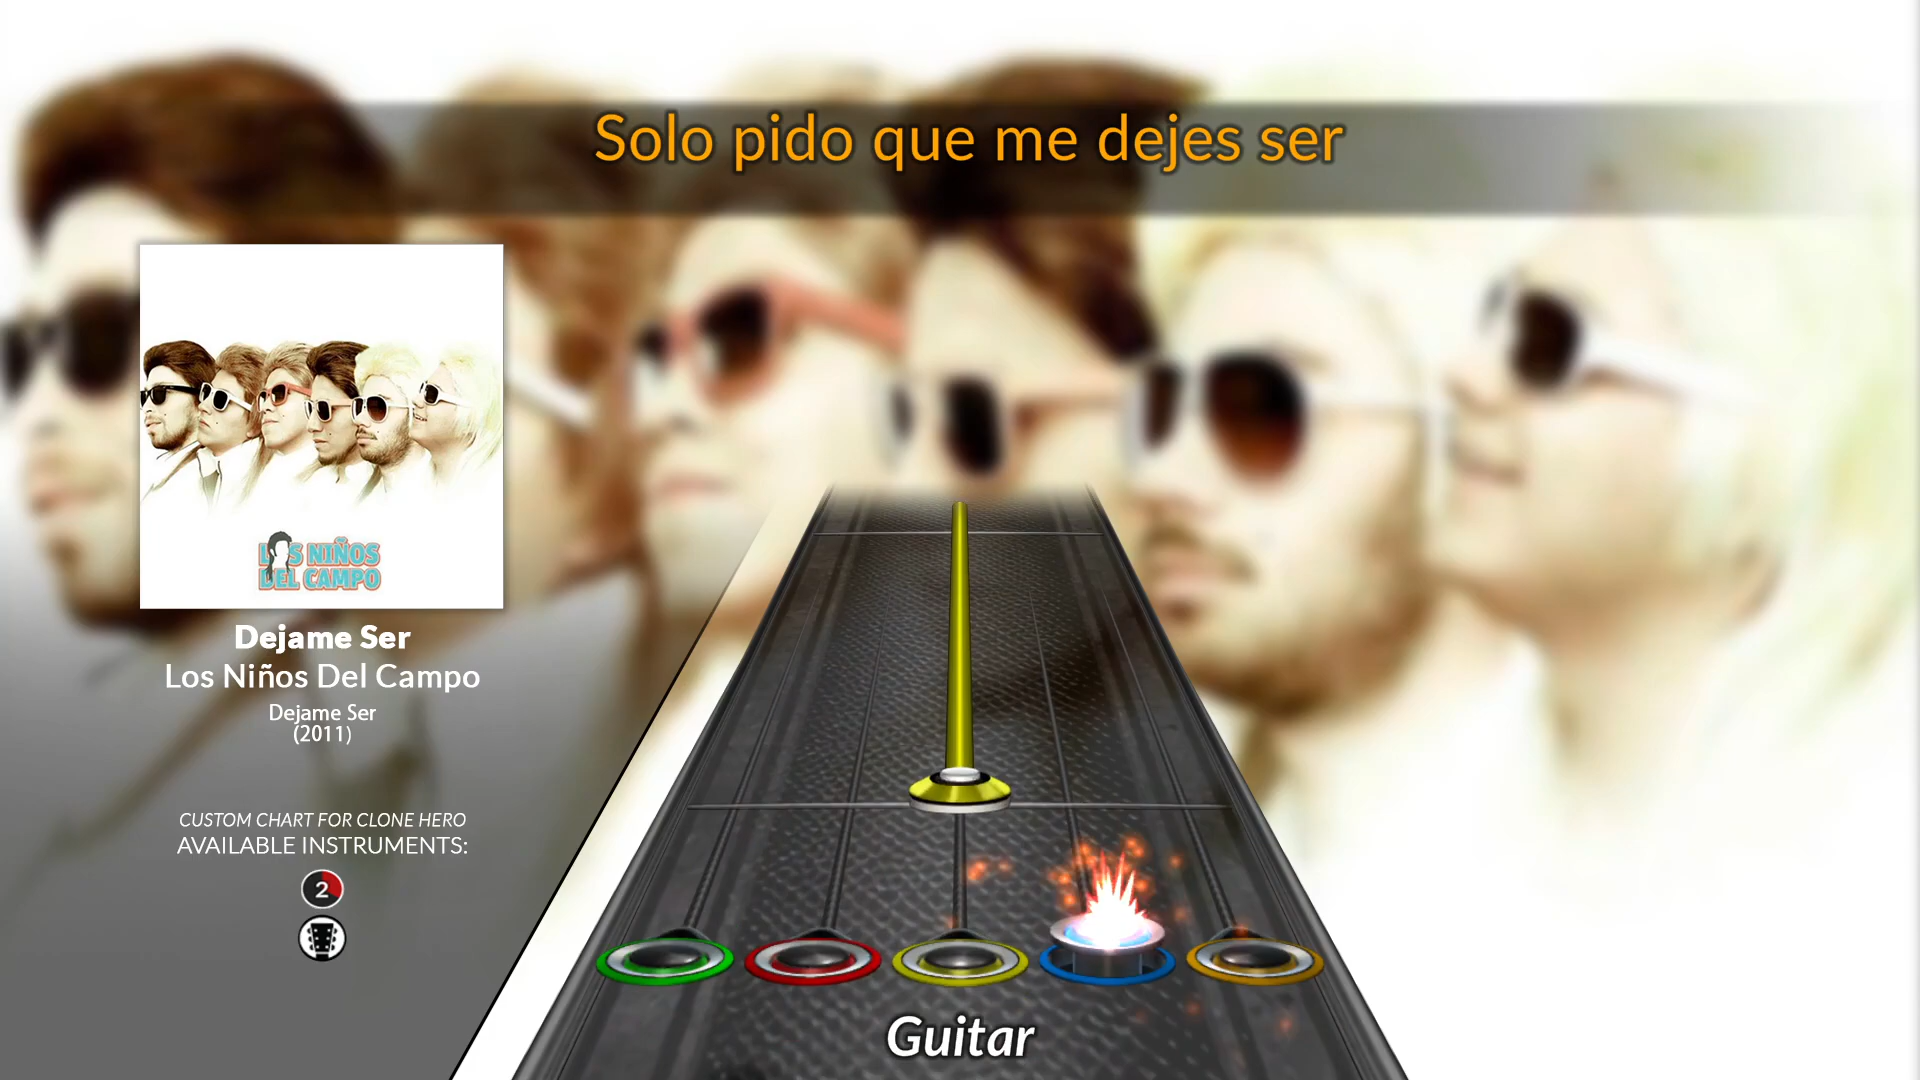 Solo pido que me dejes ser
LOS NIÑOS
DEL CAMPO
Dejame Ser
Los Niños Del Campo
Dejame Ser
(2011)
CUSTOM CHART FOR CLONE HERO
AVAILABLE INSTRUMENTS:
2
Guitar